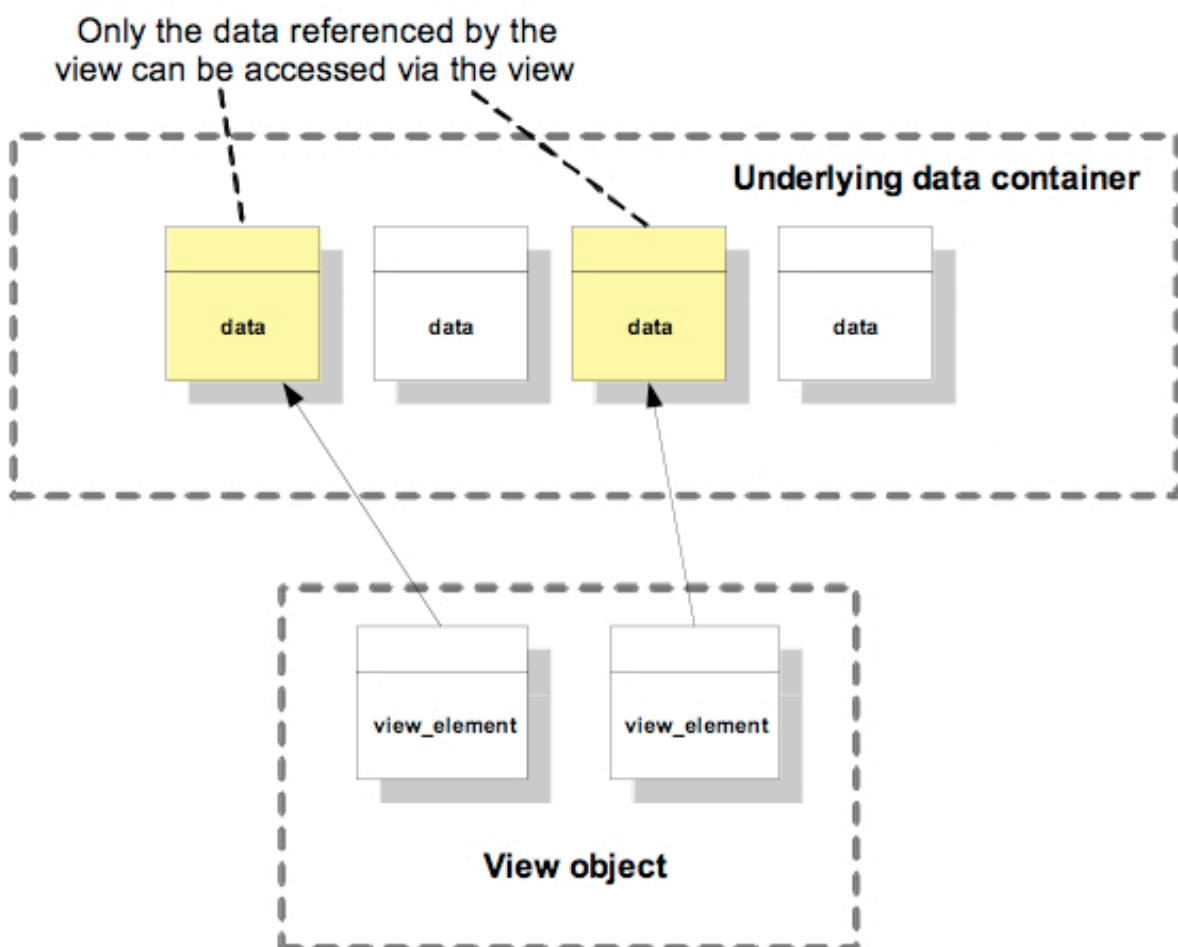 Only the data referenced by the
view can be accessed via the view
Underlying data container
data
data
data
data
view_element
view_element
View object